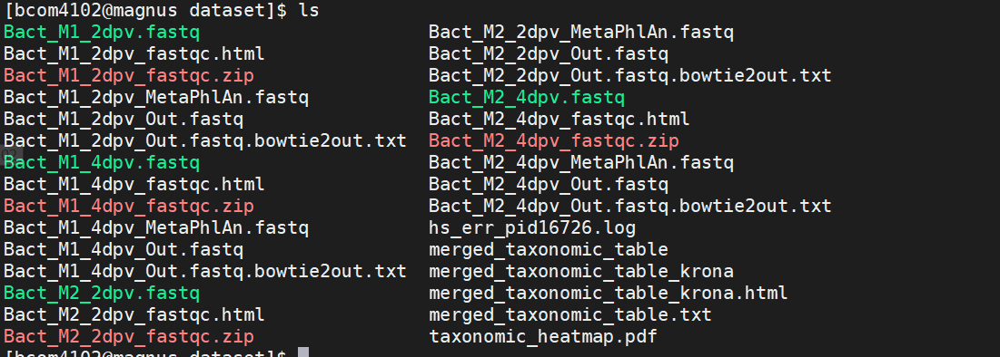 [bcom4102@magnus dataset]$ ls
Bact_M1_2dpv.fastq Bact_M2_2dpv_MetaPhlAn.fastq
Bact_M1_2dpv_fastqc.html Bact_M2_2dpv_Out.fastq
Bact_M1_2dpv_fastqc.zip Bact_M2_2dpv_Out.fastq.bowtie2out.txt
Bact_M1_2dpv_MetaPhlAn.fastq Bact_M2_4dpv.fastq
Bact_M1_2dpv_Out.fastq Bact_M2_4dpv_fastqc.html
Bact_M1_2dpv_Out.fastq.bowtie2out.txt Bact_M2_4dpv_fastqc.zip
Bact_M1_4dpv.fastq Bact_M2_4dpv_MetaPhlAn.fastq
Bact_M1_4dpv_fastqc.html Bact_M2_4dpv_Out.fastq
Bact_M1_4dpv_fastqc.zip Bact_M2_4dpv_Out.fastq.bowtie2out.txt
Bact_M1_4dpv_MetaPhlAn.fastq hs_err_pid16726.log
Bact_M1_4dpv_Out.fastq merged_taxonomic_table
Bact_M1_4dpv_Out.fastq.bowtie2out.txt merged_taxonomic_table_krona
Bact_M2_2dpv.fastq merged_taxonomic_table_krona.html
Bact_M2_2dpv_fastqc.html merged_taxonomic_table.txt
Bact_M2_2dpv_fastqc.zip taxonomic_heatmap.pdf
[bcom4102@magnus dataset]$